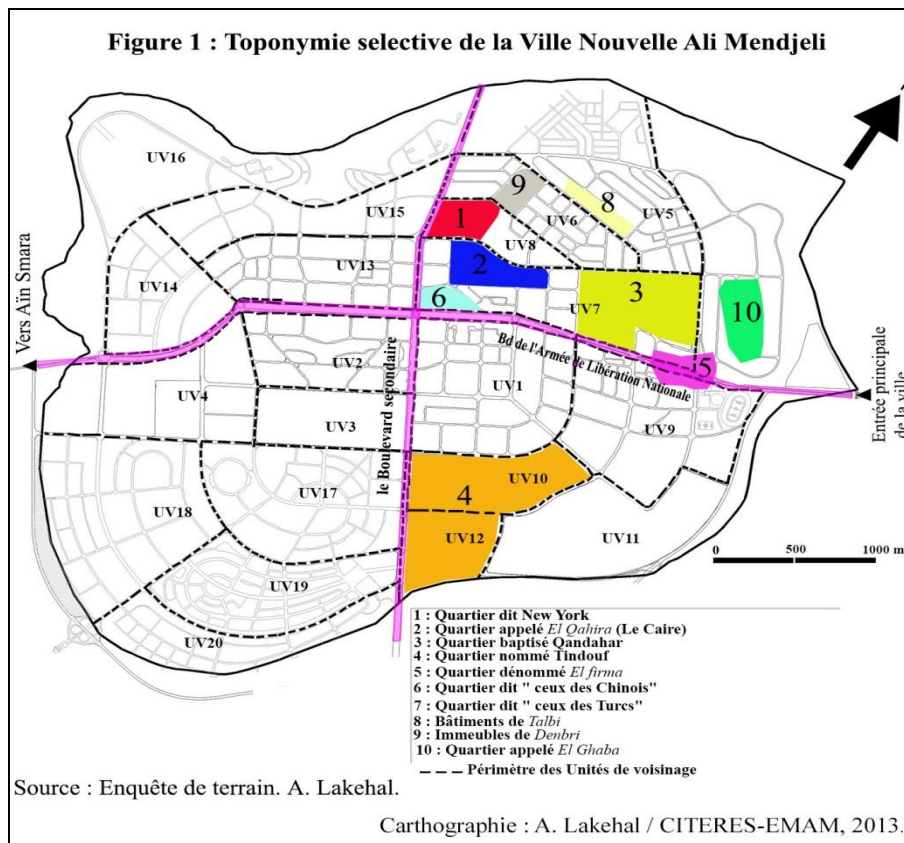 Figure 1 : Toponymie selective de la Ville Nouvelle Ali Mendjeli
UV16
9
8
UV15
1
UV6
UV5
UV8
UV13
2
3
UV14
6
UV7
10
Vers Aïn Smara
Bd de l'Armée de Libération Nationale
5
UV2
le Boulevard secondaire
UV1
Entrée principale
de la ville
UV4
UV3
UV9
UV10
UV17
4
UV18
UV12
UV11
0 500 1000 m
UV19
UV20
1 : Quartier dit New York
2 : Quartier appelé El Qahira (Le Caire)
3 : Quartier baptisé Qandahar
4 : Quartier nommé Tindouf
5 : Quartier dénommé El firma
6 : Quartier dit " ceux des Chinois"
7 : Quartier dit " ceux des Turcs"
8 : Bâtiments de Talbi
9 : Immeubles de Denbri
10 : Quartier appelé El Ghaba
Périmètre des Unités de voisinage
Source : Enquête de terrain. A. Lakehal.
Carthographie : A. Lakehal / CITERES-EMAM, 2013.